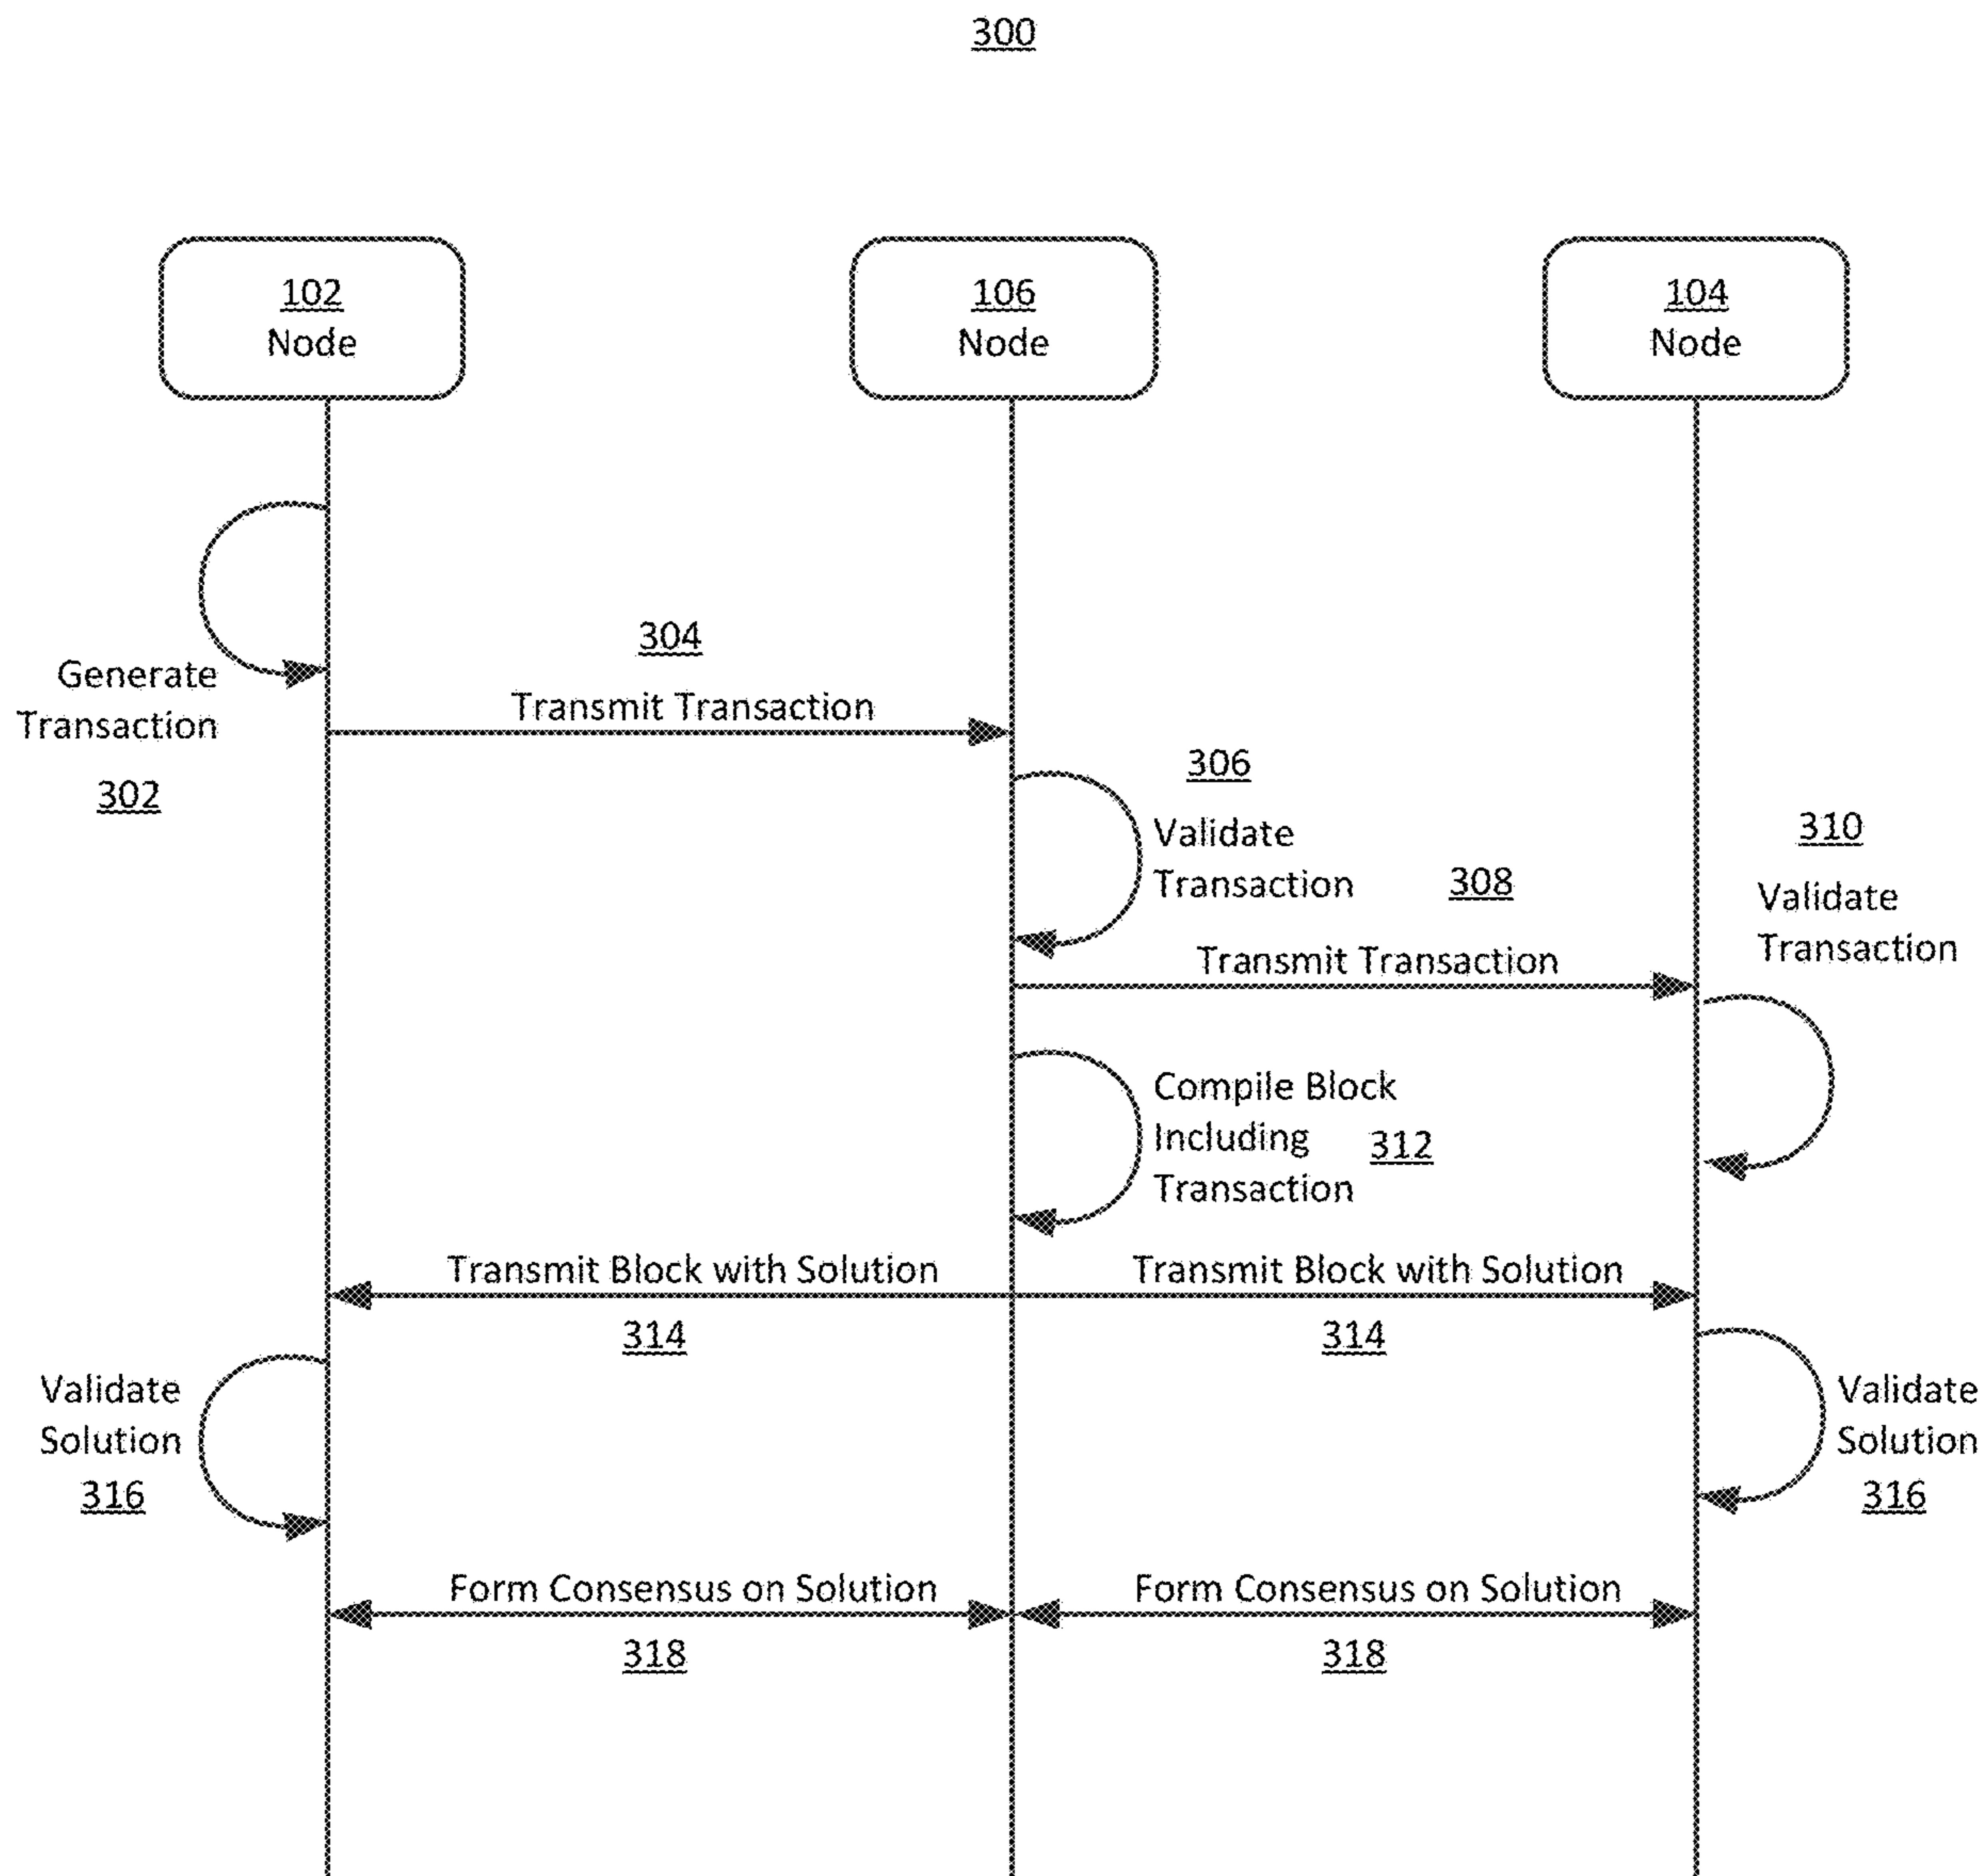 300
102
Node
106
Node
104
Node
Generate
Transaction
302
304
Transmit Transaction
306
Validate
Transaction
308
Transmit Transaction
310
Validate
Transaction
Compile Block
Including
Transaction
312
Transmit Block with Solution
314
Transmit Block with Solution
314
Validate
Solution
316
Validate
Solution
316
Form Consensus on Solution
318
Form Consensus on Solution
318